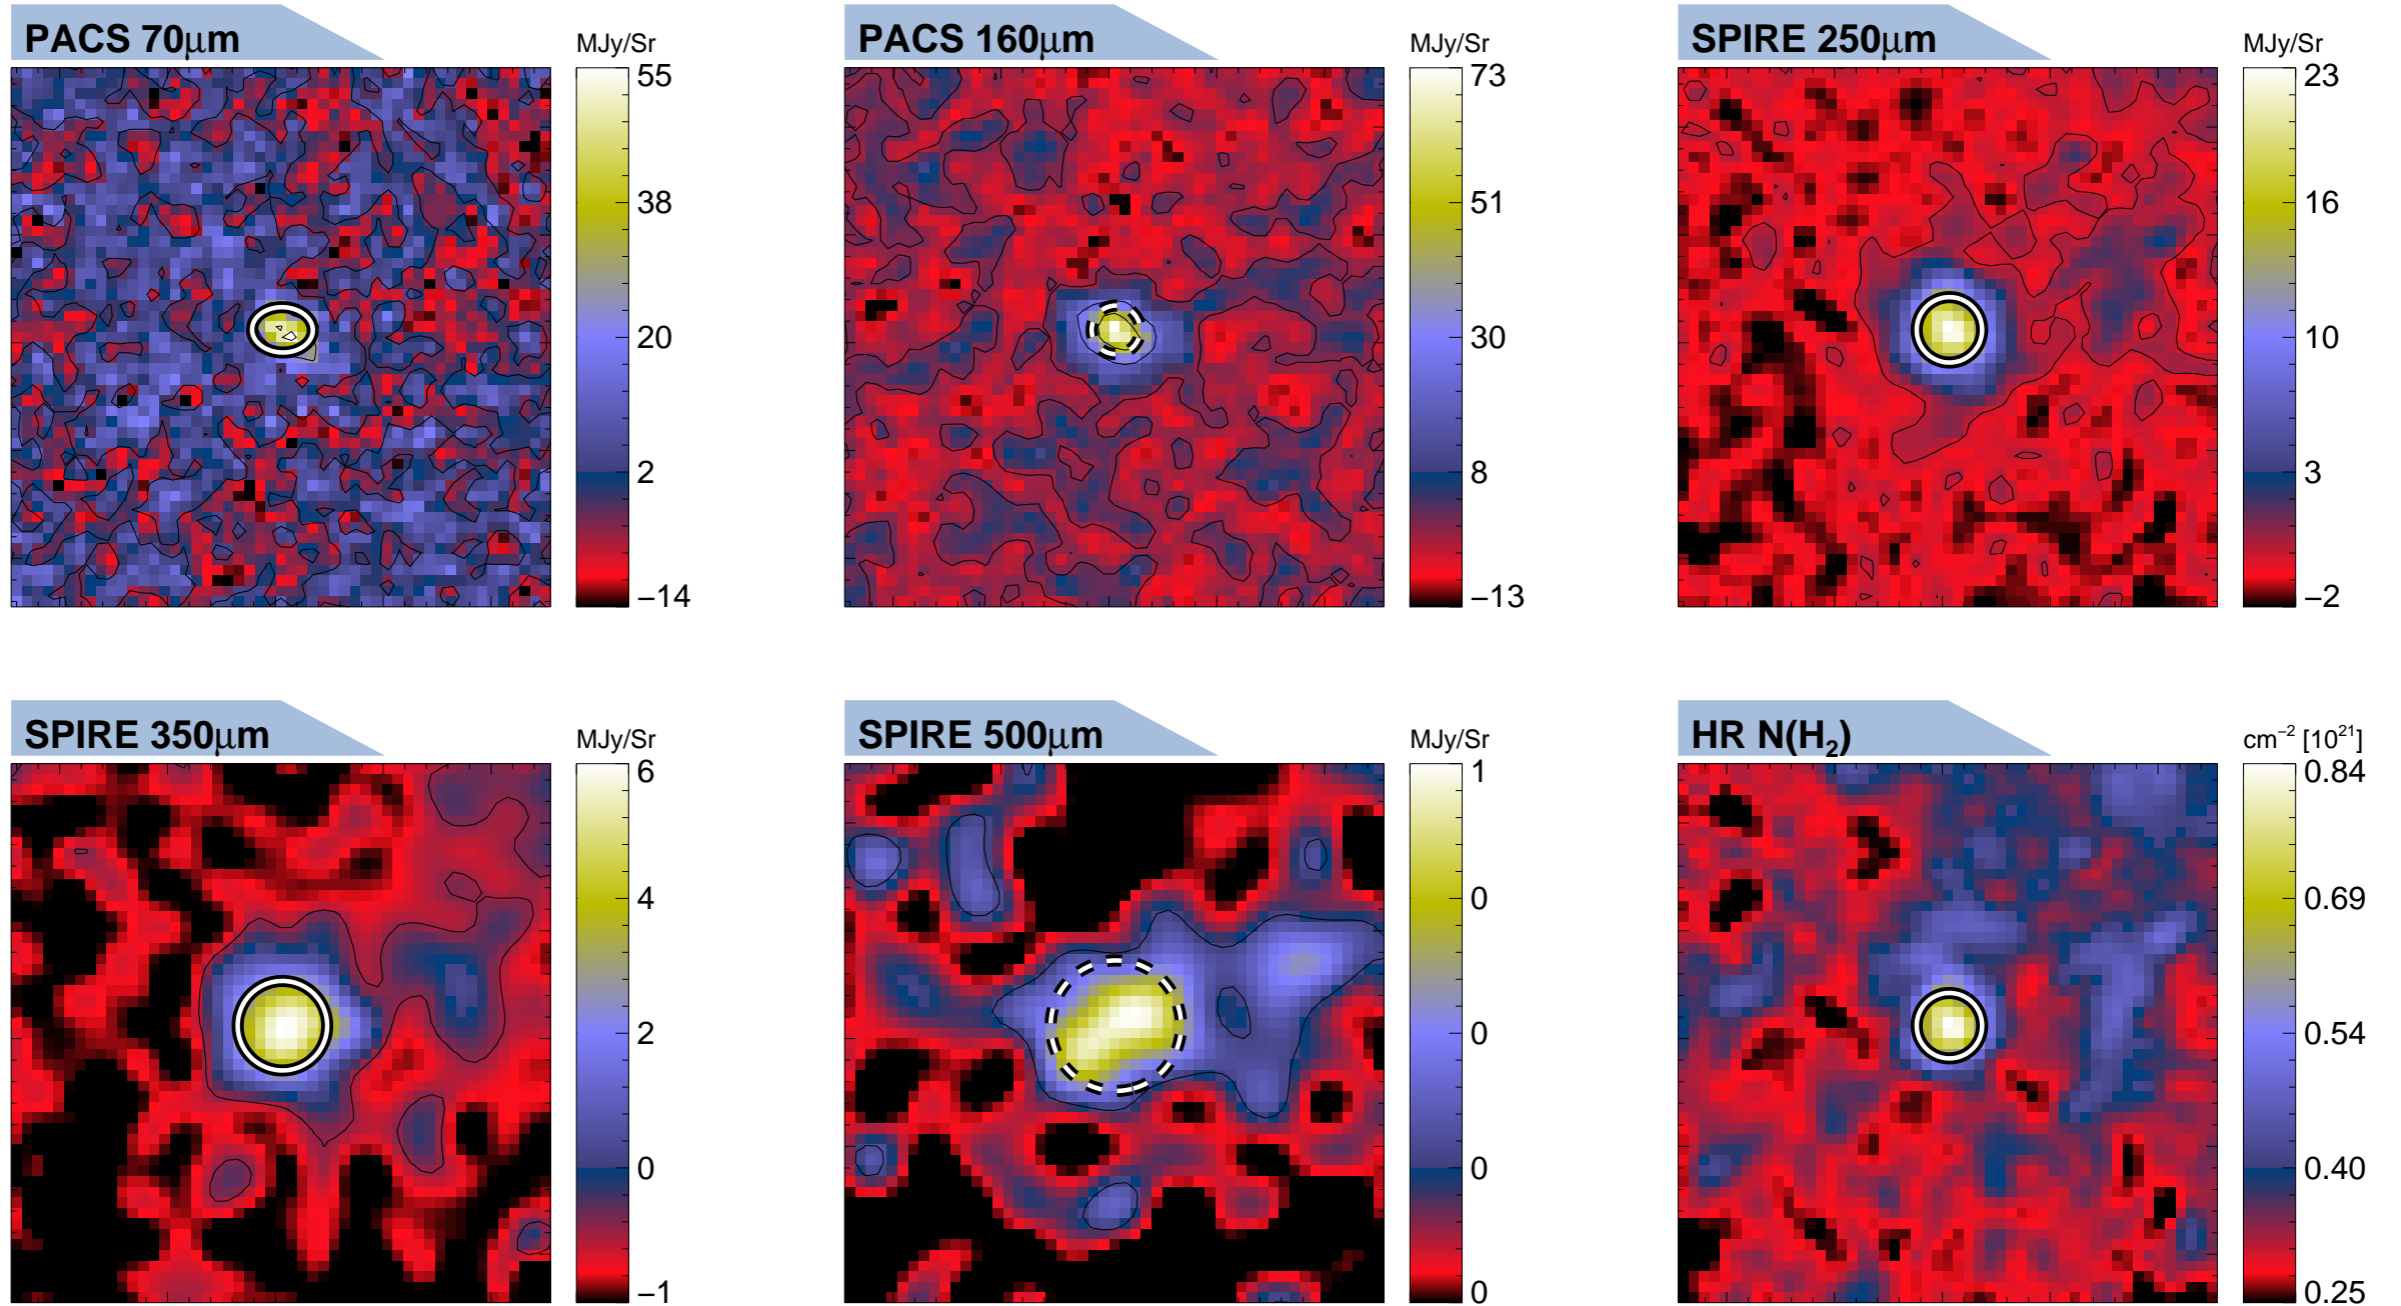 PACS 70μm
MJy/Sr
55
38
20
2
−14
PACS 160μm
MJy/Sr
73
51
30
8
−13
SPIRE 250μm
MJy/Sr
23
16
10
3
−2
SPIRE 350μm
MJy/Sr
6
4
2
0
−1
SPIRE 500μm
MJy/Sr
1
0
0
0
0
HR N(H₂)
cm⁻² [10²¹]
0.84
0.69
0.54
0.40
0.25